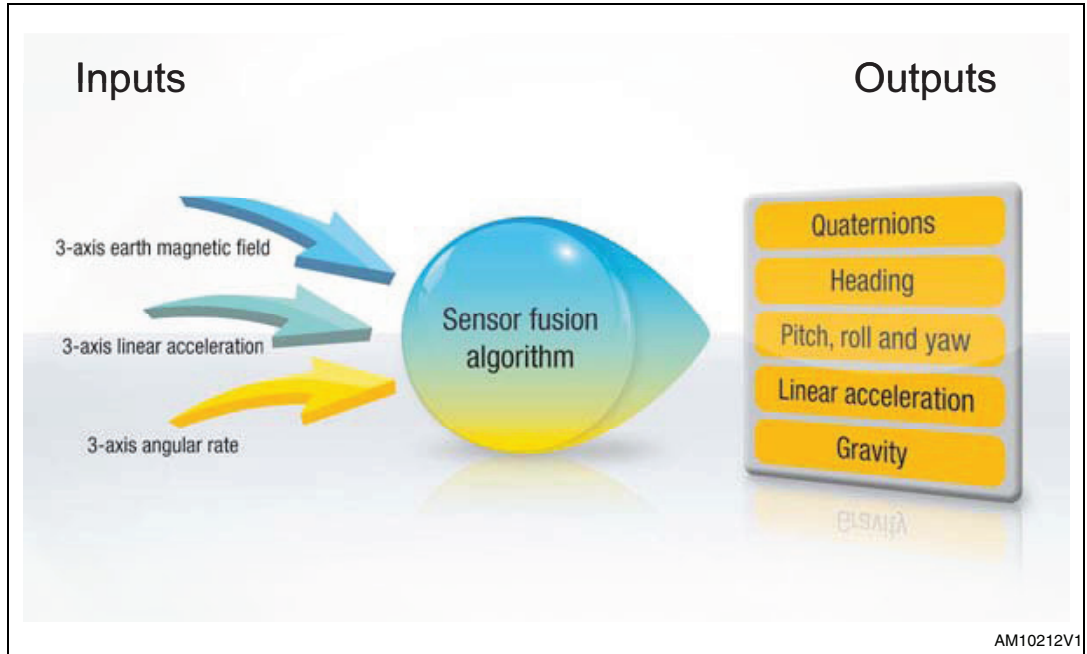 Inputs
Outputs
3-axis earth magnetic field
3-axis linear acceleration
3-axis angular rate
Sensor fusion
algorithm
Quaternions
Heading
Pitch, roll and yaw
Linear acceleration
Gravity
Gravity
AM10212V1